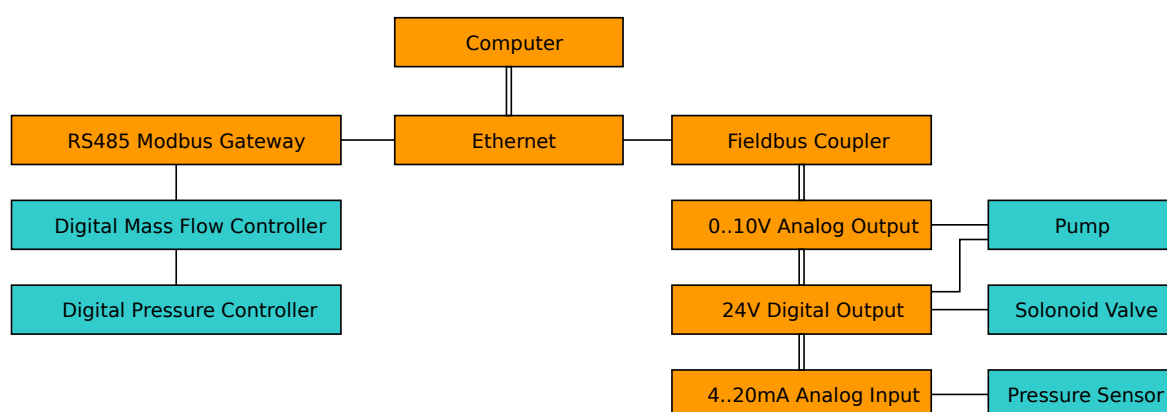 Computer
RS485 Modbus Gateway
Ethernet
Fieldbus Coupler
Digital Mass Flow Controller
0..10V Analog Output
Pump
Digital Pressure Controller
24V Digital Output
Solonoid Valve
4..20mA Analog Input
Pressure Sensor